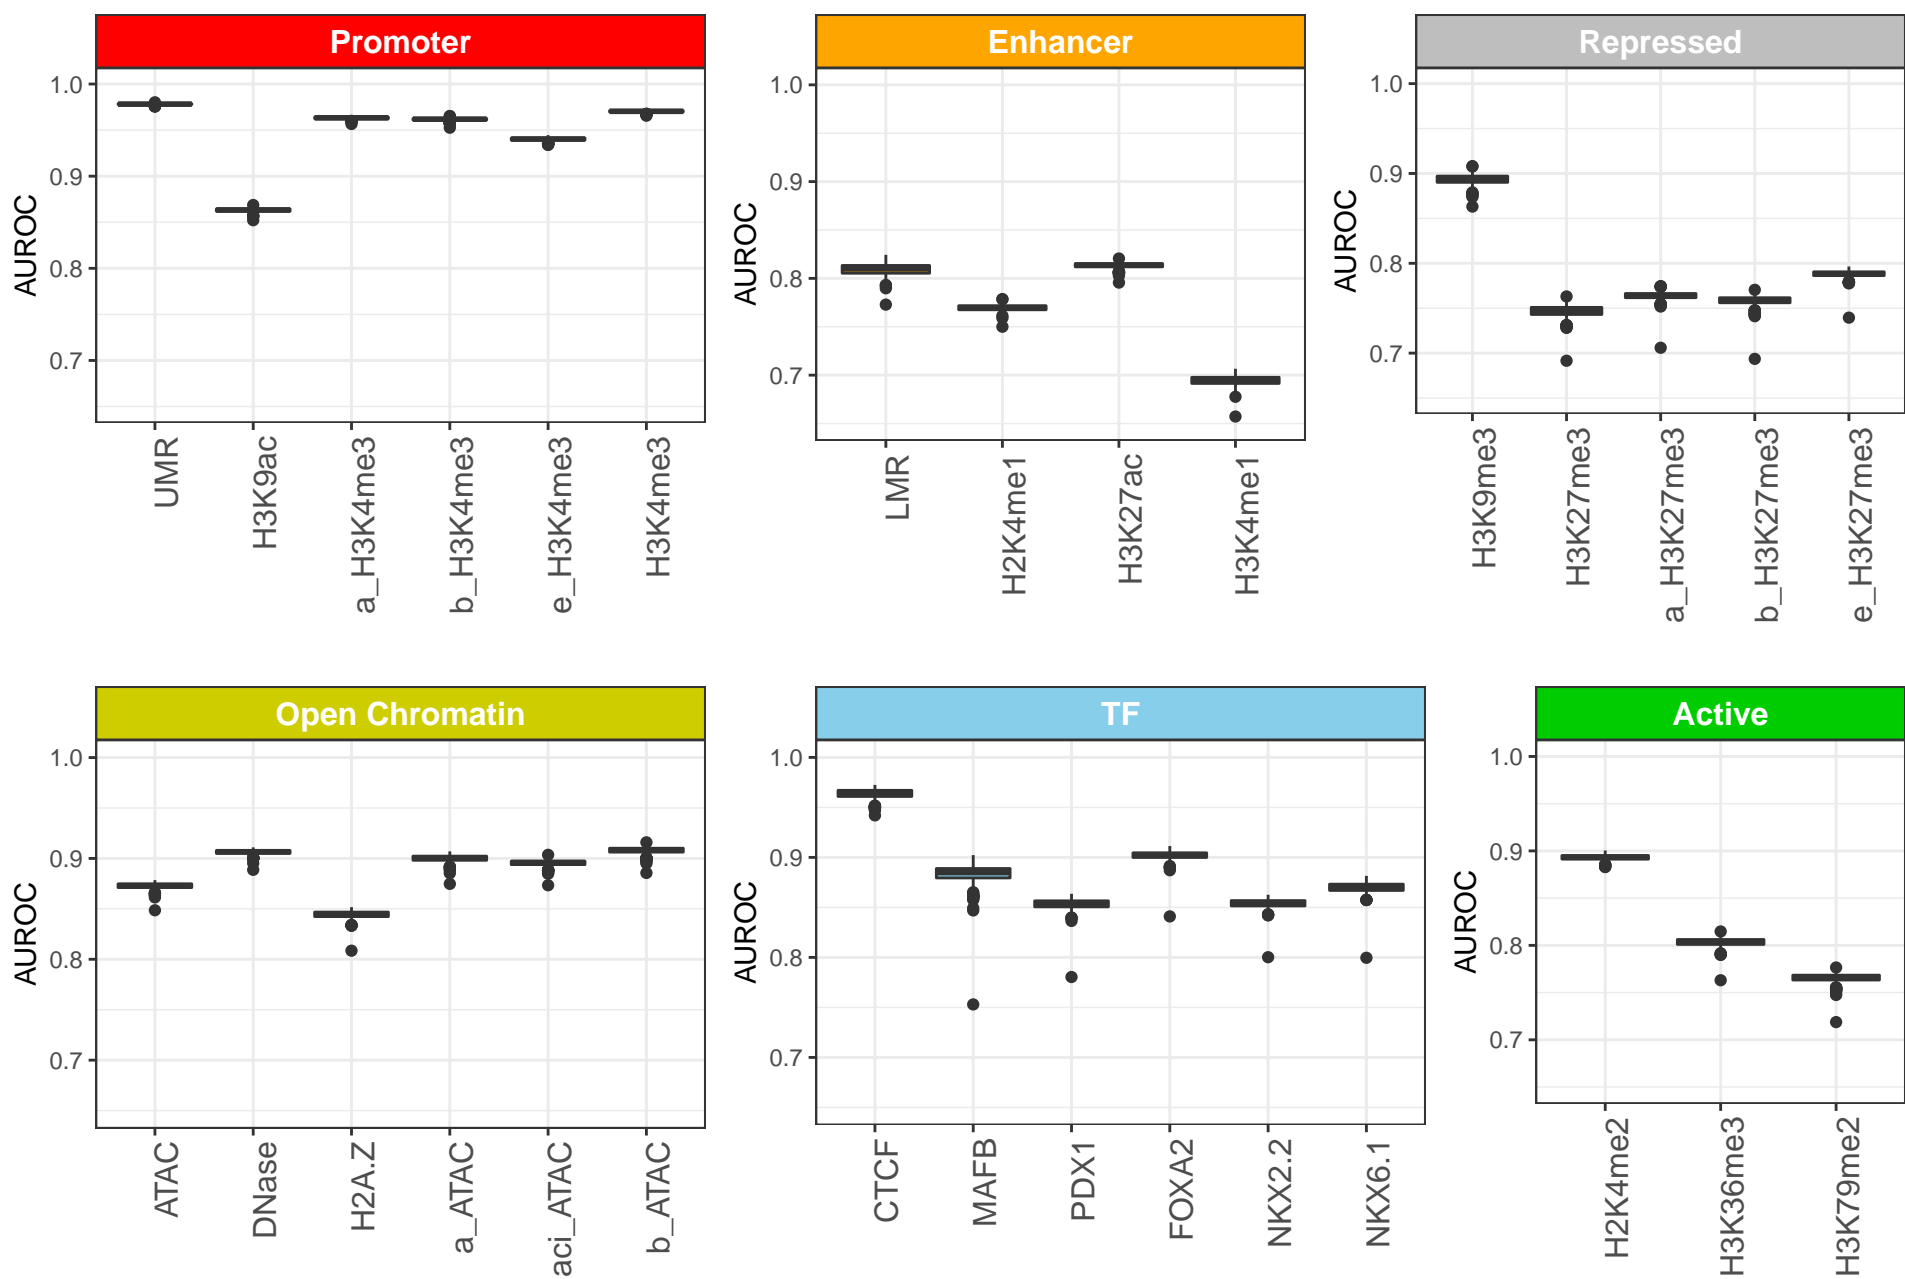 Promoter
1.0
0.9
0.8
0.7
AUROC
UMR
H3K9ac
a_H3K4me3
b_H3K4me3
e_H3K4me3
H3K4me3
Enhancer
1.0
0.9
0.8
0.7
AUROC
LMR
H2K4me1
H3K27ac
H3K4me1
Repressed
1.0
0.9
0.8
0.7
AUROC
H3K9me3
H3K27me3
a_H3K27me3
b_H3K27me3
e_H3K27me3
Open Chromatin
1.0
0.9
0.8
0.7
AUROC
ATAC
DNase
H2A.Z
a_ATAC
aci_ATAC
b_ATAC
TF
1.0
0.9
0.8
0.7
AUROC
CTCF
MAFB
PDX1
FOXA2
NKX2.2
NKX6.1
Active
1.0
0.9
0.8
0.7
AUROC
H2K4me2
H3K36me3
H3K79me2